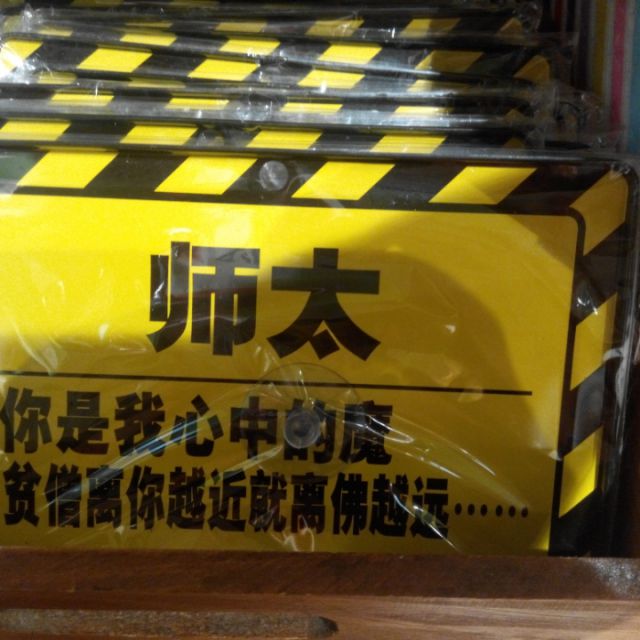 师太
你是我心中的魔
贫僧离你越近就离佛越远……